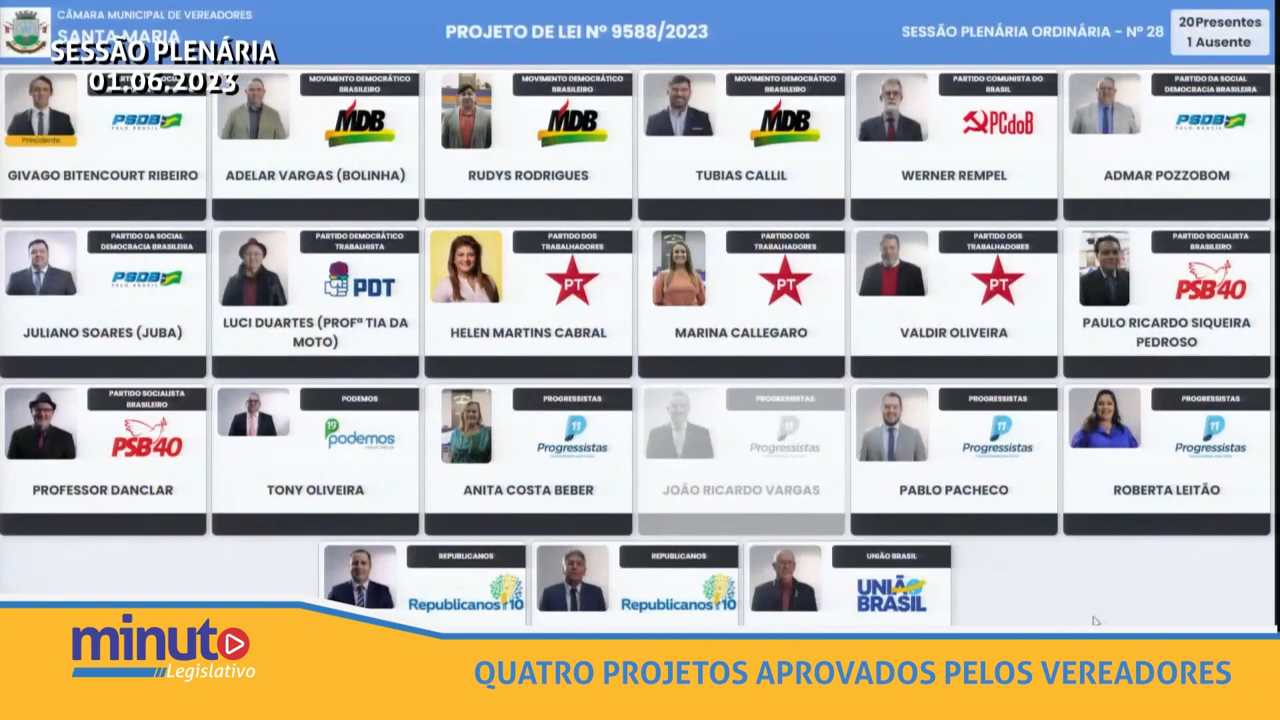 CÂMARA MUNICIPAL DE VEREADORES
SANTA MARIA
SESSÃO PLENÁRIA
01.06.2023
PROJETO DE LEI Nº 9588/2023
SESSÃO PLENÁRIA ORDINÁRIA - Nº 28
20 Presentes
1 Ausente
PSDB
Presidente
GIVAGO BITENCOURT RIBEIRO
MOVIMENTO DEMOCRÁTICO
BRASILEIRO
MDB
ADELAR VARGAS (BOLINHA)
MOVIMENTO DEMOCRÁTICO
BRASILEIRO
MDB
RUDYS RODRIGUES
MOVIMENTO DEMOCRÁTICO
BRASILEIRO
MDB
TUBIAS CALLIL
PARTIDO COMUNISTA DO
BRASIL
PCdoB
WERNER REMPEL
PARTIDO DA SOCIAL
DEMOCRACIA BRASILEIRA
PSDB
ADMAR POZZOBOM
PARTIDO DA SOCIAL
DEMOCRACIA BRASILEIRA
PSDB
JULIANO SOARES (JUBA)
PARTIDO DEMOCRÁTICO
TRABALHISTA
PDT
LUCI DUARTES (PROFª TIA DA
MOTO)
PARTIDO DOS
TRABALHADORES
PT
HELEN MARTINS CABRAL
PARTIDO DOS
TRABALHADORES
PT
MARINA CALLEGARO
PARTIDO DOS
TRABALHADORES
PT
VALDIR OLIVEIRA
PARTIDO SOCIALISTA
BRASILEIRO
PSB40
PAULO RICARDO SIQUEIRA
PEDROSO
PARTIDO SOCIALISTA
BRASILEIRO
PSB40
PROFESSOR DANCLAR
PODEMOS
19
podemos
TONY OLIVEIRA
PROGRESSISTAS
11
Progressistas
ANITA COSTA BEBER
PROGRESSISTAS
11
Progressistas
JOÃO RICARDO VARGAS
PROGRESSISTAS
11
Progressistas
PABLO PACHECO
PROGRESSISTAS
11
Progressistas
ROBERTA LEITÃO
REPUBLICANOS
Republicanos 10
REPUBLICANOS
Republicanos 10
UNIÃO BRASIL
UNIÃO
BRASIL
minuto
Legislativo
QUATRO PROJETOS APROVADOS PELOS VEREADORES